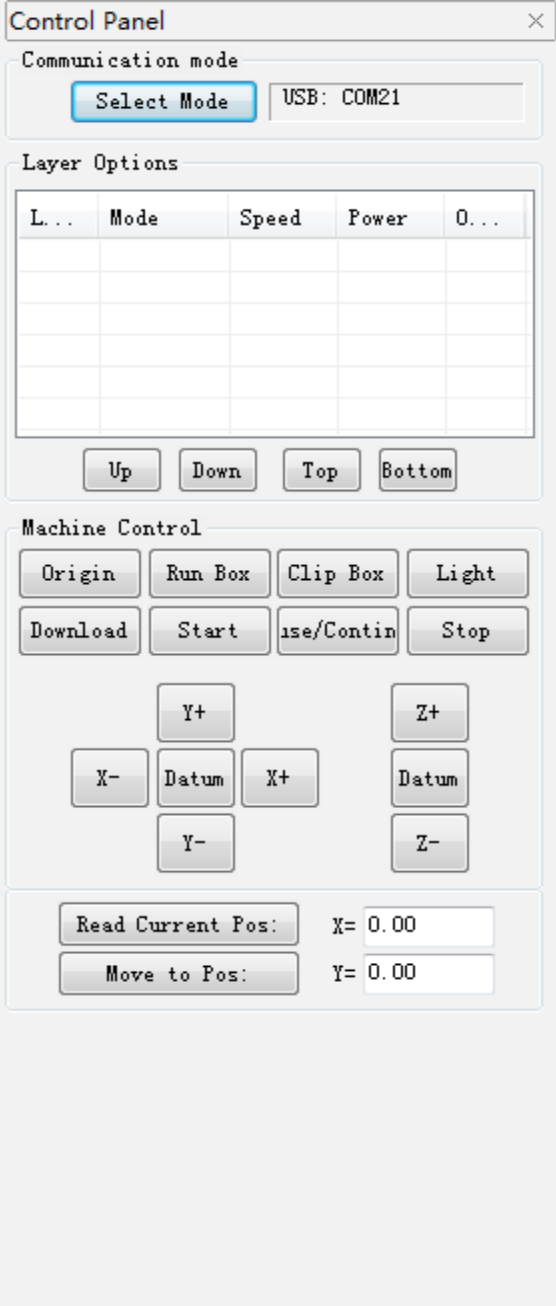 Control Panel
Communication mode
Select Mode USB: COM21
Layer Options
L... Mode Speed Power O...
Up Down Top Bottom
Machine Control
Origin Run Box Clip Box Light
Download Start use/Contin Stop
Y+ Z+
X- Datum X+ Datum
Y- Z-
Read Current Pos: X= 0.00
Move to Pos: Y= 0.00